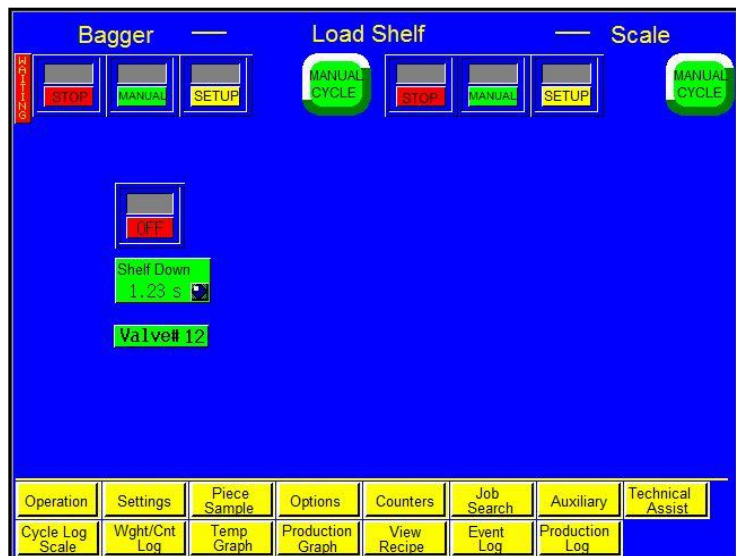 Bagger — Load Shelf — Scale
WAITING
STOP MANUAL SETUP MANUAL CYCLE STOP MANUAL SETUP MANUAL CYCLE
OFF
Shelf Down
1.23 s
Valve# 12
Operation Settings Piece Sample Options Counters Job Search Auxiliary Technical Assist
Cycle Log Scale Wght/Cnt Log Temp Graph Production Graph View Recipe Event Log Production Log